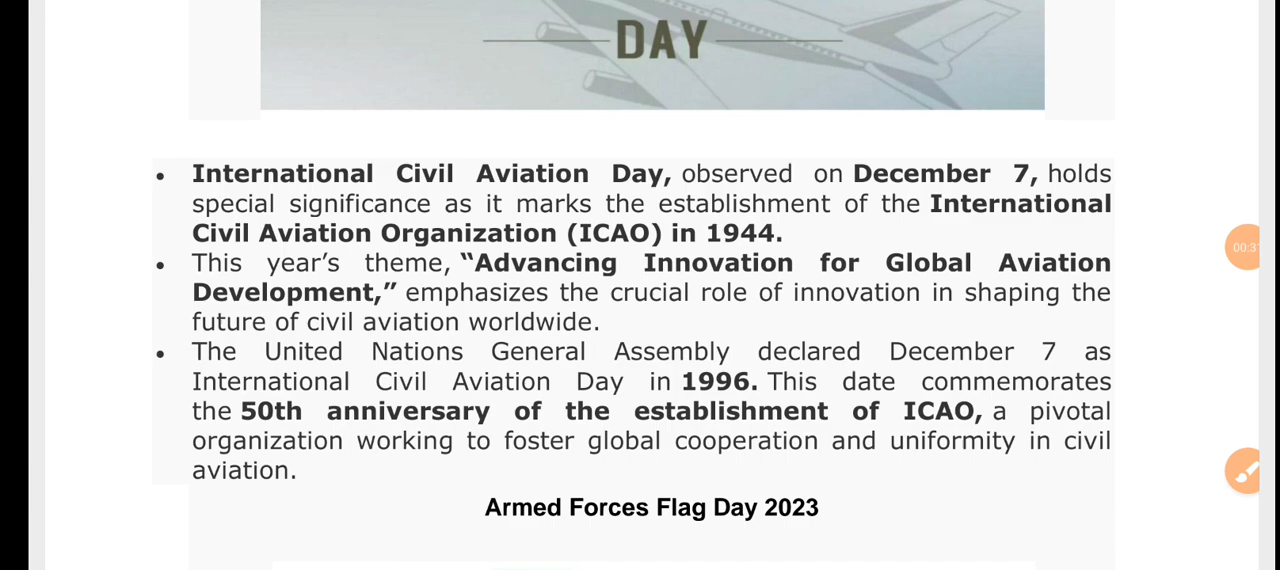 DAY
• International Civil Aviation Day, observed on December 7, holds
special significance as it marks the establishment of the International
Civil Aviation Organization (ICAO) in 1944.
• This year’s theme, “Advancing Innovation for Global Aviation
Development,” emphasizes the crucial role of innovation in shaping the
future of civil aviation worldwide.
• The United Nations General Assembly declared December 7 as
International Civil Aviation Day in 1996. This date commemorates
the 50th anniversary of the establishment of ICAO, a pivotal
organization working to foster global cooperation and uniformity in civil
aviation.
Armed Forces Flag Day 2023